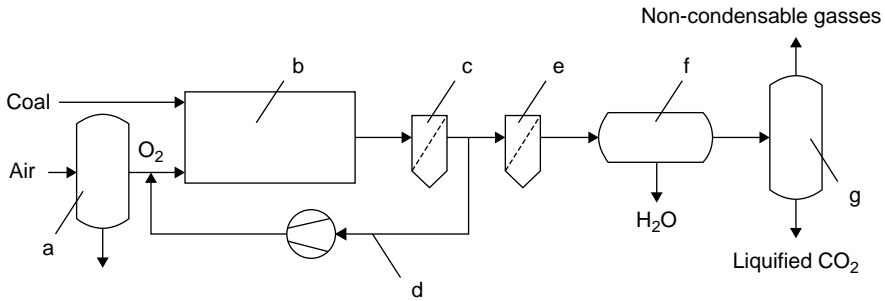 Non-condensable gasses
b
c
e
f
Coal
O₂
Air
a
H₂O
g
d
Liquified CO₂